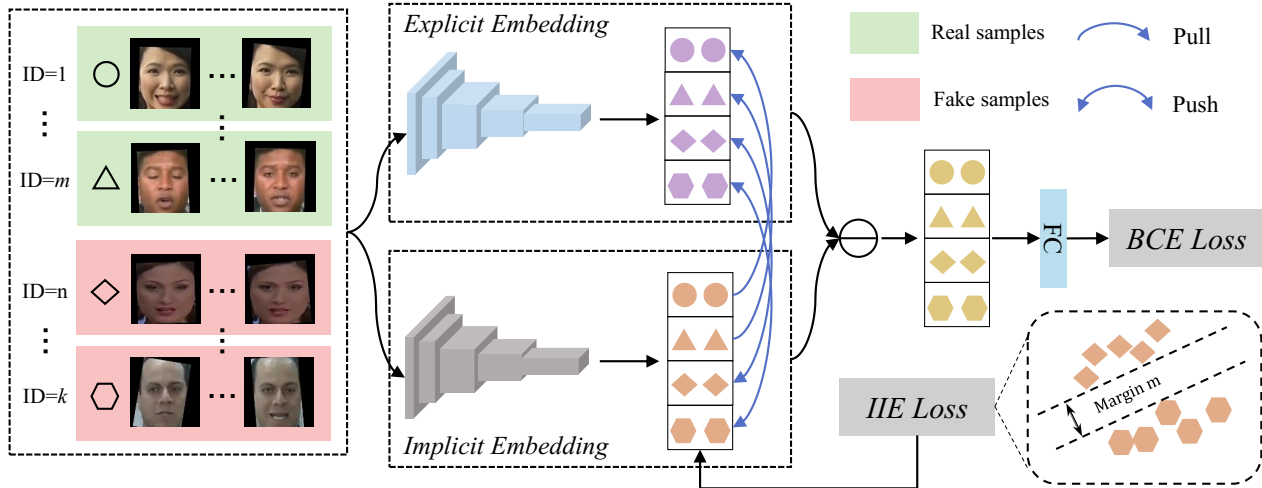 ID=1
ID=m
ID=n
ID=k
Explicit Embedding
Implicit Embedding
Real samples
Pull
Fake samples
Push
FC
BCE Loss
IIE Loss
Margin m